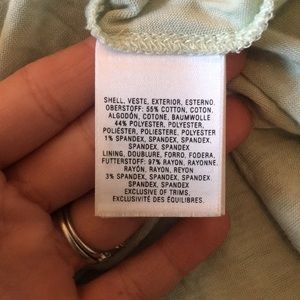 SHELL, VESTE, EXTERIOR, ESTERNO,
OBERSTOFF: 55% COTTON, COTON,
ALGODÓN, COTONE, BAUMWOLLE
44% POLYESTER, POLYESTER,
POLIÉSTER, POLIESTERE, POLYESTER
1% SPANDEX, SPANDEX, SPANDEX,
SPANDEX, SPANDEX
LINING, DOUBLURE, FORRO, FODERA,
FUTTERSTOFF: 97% RAYON, RAYONNE,
RAYÓN, RAYON, REYON
3% SPANDEX, SPANDEX, SPANDEX,
SPANDEX, SPANDEX
EXCLUSIVE OF TRIMS,
EXCLUSIVITÉ DES ÉQUILIBRES.